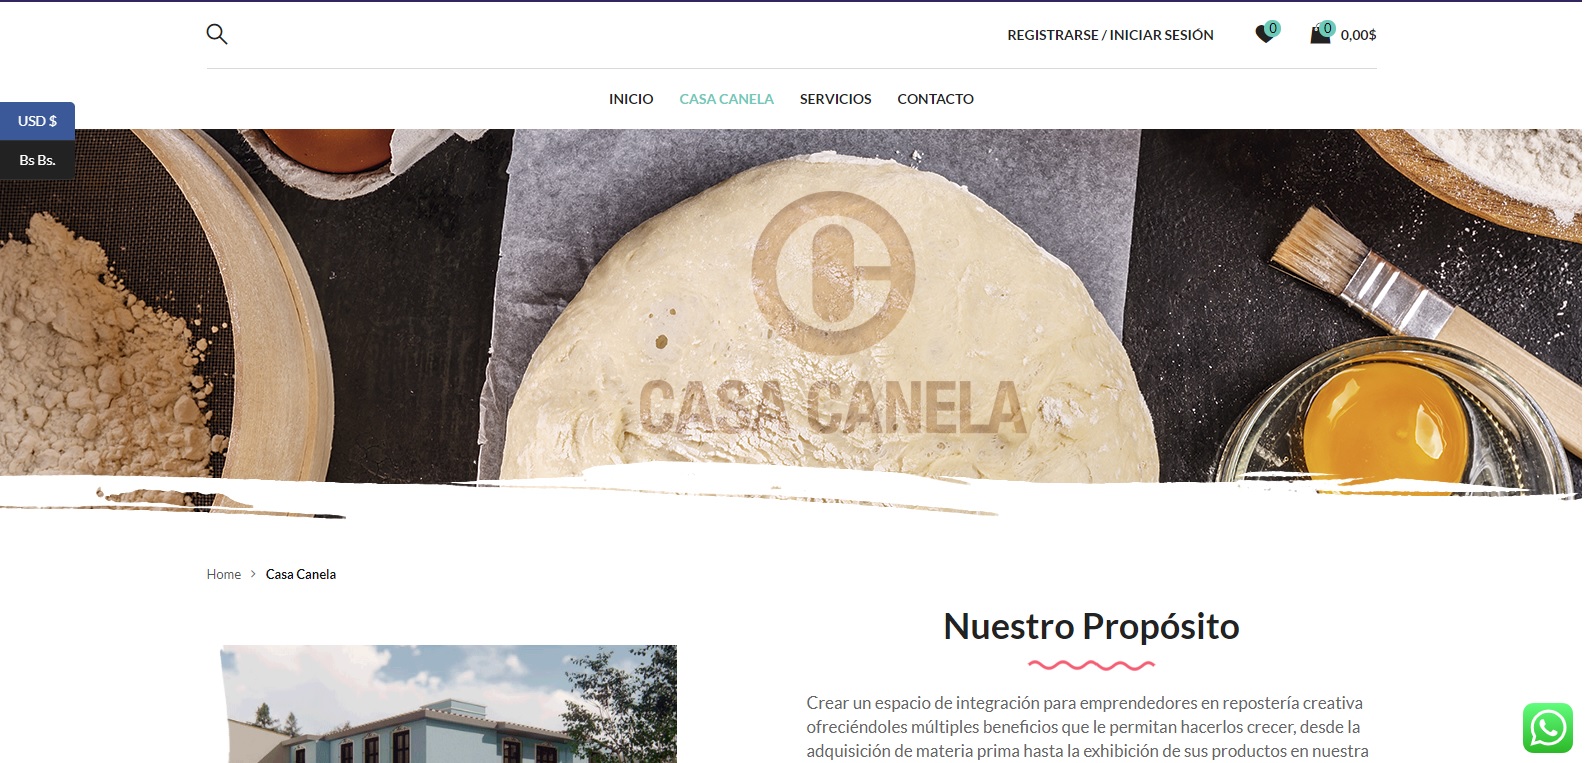 REGISTRARSE / INICIAR SESIÓN
0
0
0,00$
INICIO
CASA CANELA
SERVICIOS
CONTACTO
USD $
Bs Bs.
CASA CANELA
Home > Casa Canela
Nuestro Propósito
Crear un espacio de integración para emprendedores en repostería creativa
ofreciéndoles múltiples beneficios que le permitan hacerlos crecer, desde la
adquisición de materia prima hasta la exhibición de sus productos en nuestra